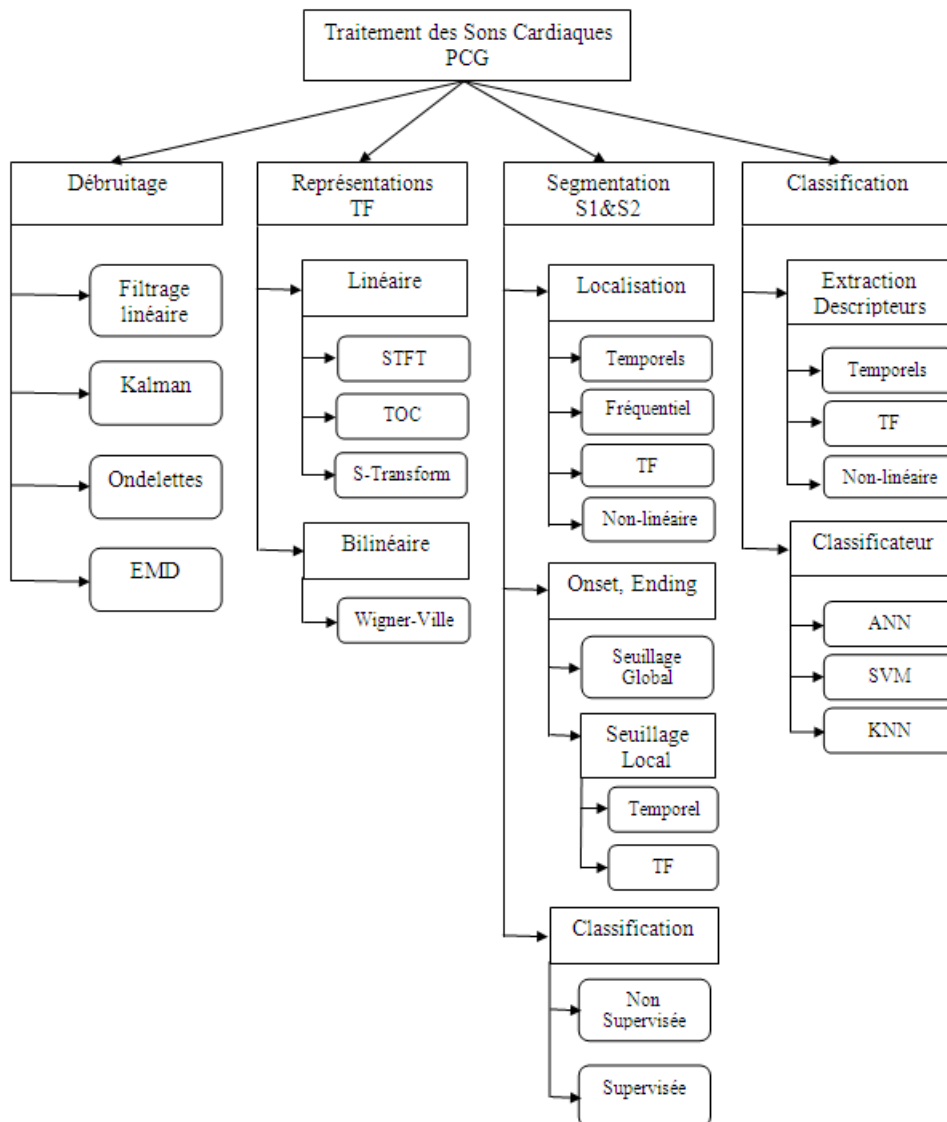 Traitement des Sons Cardiaques
PCG
Débruitage
Filtrage
linéaire
Kalman
Ondelettes
EMD
Représentations
TF
Linéaire
STFT
TOC
S-Transform
Bilinéaire
Wigner-Ville
Segmentation
S1&S2
Localisation
Temporels
Fréquentiel
TF
Non-linéaire
Onset, Ending
Seuillage
Global
Seuillage
Local
Temporel
TF
Classification
Non
Supervisée
Supervisée
Classification
Extraction
Descripteurs
Temporels
TF
Non-linéaire
Classificateur
ANN
SVM
KNN